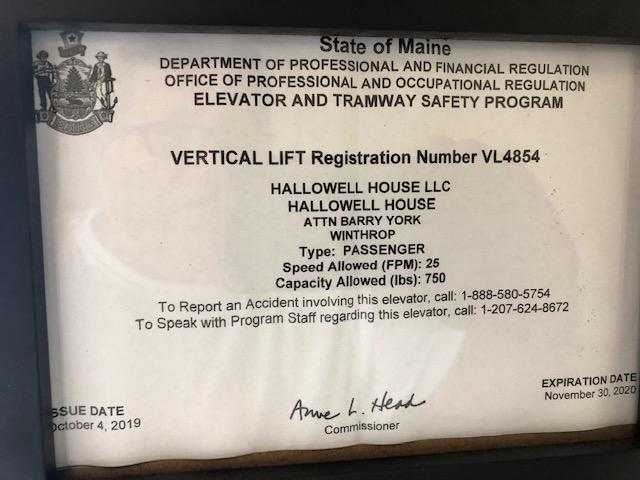 State of Maine
DEPARTMENT OF PROFESSIONAL AND FINANCIAL REGULATION
OFFICE OF PROFESSIONAL AND OCCUPATIONAL REGULATION
ELEVATOR AND TRAMWAY SAFETY PROGRAM
VERTICAL LIFT Registration Number VL4854
HALLOWELL HOUSE LLC
HALLOWELL HOUSE
ATTN BARRY YORK
WINTHROP
Type: PASSENGER
Speed Allowed (FPM): 25
Capacity Allowed (lbs): 750
To Report an Accident involving this elevator, call: 1-888-580-5754
To Speak with Program Staff regarding this elevator, call: 1-207-624-8672
SSUE DATE
October 4, 2019
Anne L. Head
Commissioner
EXPIRATION DATE
November 30, 2020